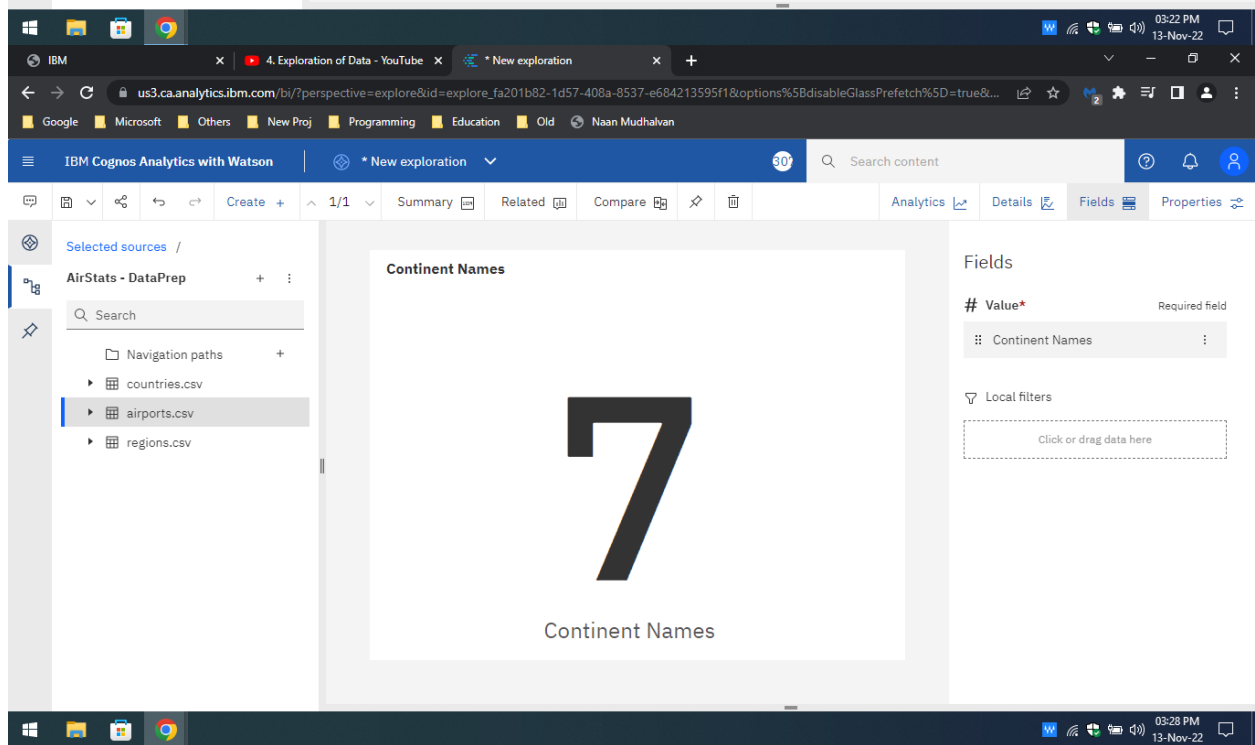 03:22 PM
13-Nov-22
IBM
4. Exploration of Data - YouTube
* New exploration
us3.ca.analytics.ibm.com/bi/?perspective=explore&id=explore_fa201b82-1d57-408a-8537-e684213595f1&options%5BdisableGlassPrefetch%5D=true&...
2
Google Microsoft Others New Proj Programming Education Old Naan Mudhalvan
IBM Cognos Analytics with Watson * New exploration 30? Search content
Create + 1/1 Summary Related Compare Analytics Details Fields Properties
Selected sources /
AirStats - DataPrep
Search
Navigation paths
countries.csv
airports.csv
regions.csv
Continent Names
7
Continent Names
Fields
# Value* Required field
Continent Names
Local filters
Click or drag data here
03:28 PM
13-Nov-22